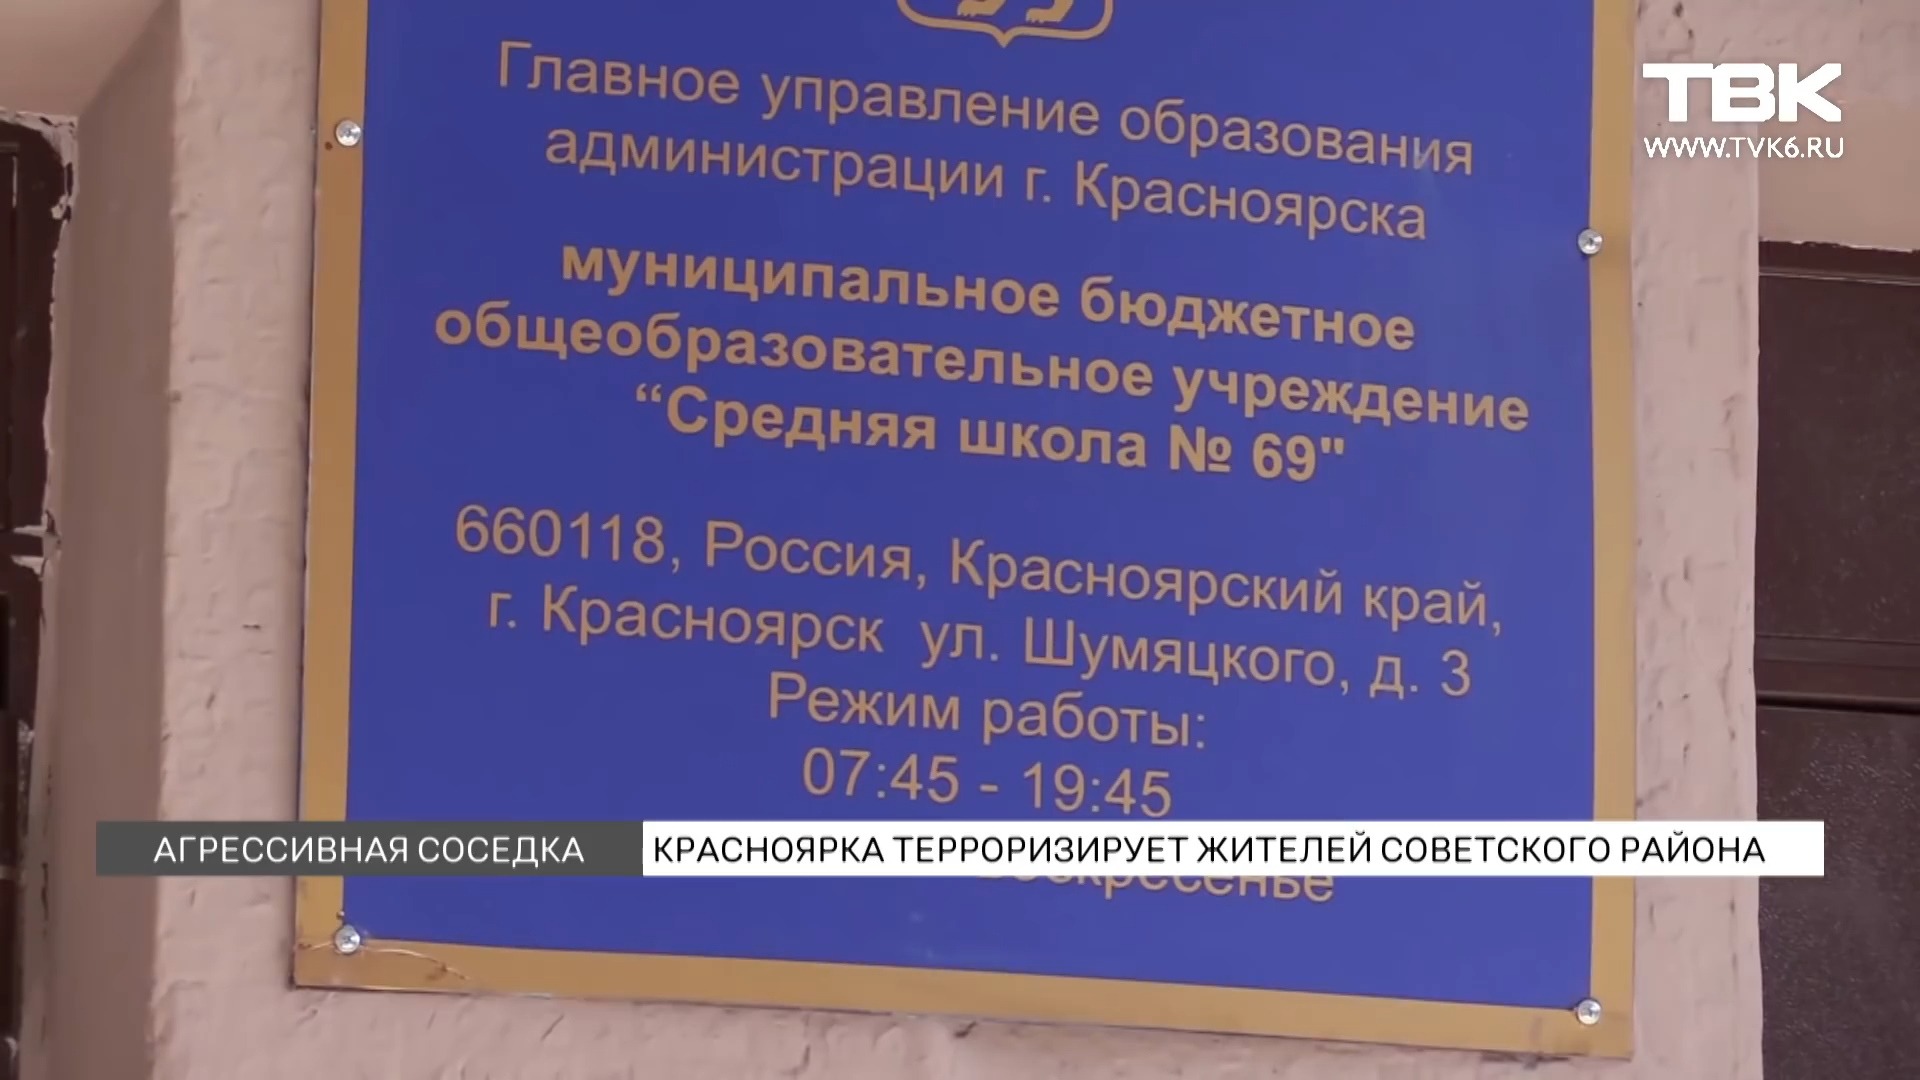 ТВК
WWW.TVK6.RU
Главное управление образования
администрации г. Красноярска
муниципальное бюджетное
общеобразовательное учреждение
“Средняя школа № 69"
660118, Россия, Красноярский край,
г. Красноярск ул. Шумяцкого, д. 3
Режим работы:
07:45 - 19:45
АГРЕССИВНАЯ СОСЕДКА
КРАСНОЯРКА ТЕРРОРИЗИРУЕТ ЖИТЕЛЕЙ СОВЕТСКОГО РАЙОНА
воскресенье